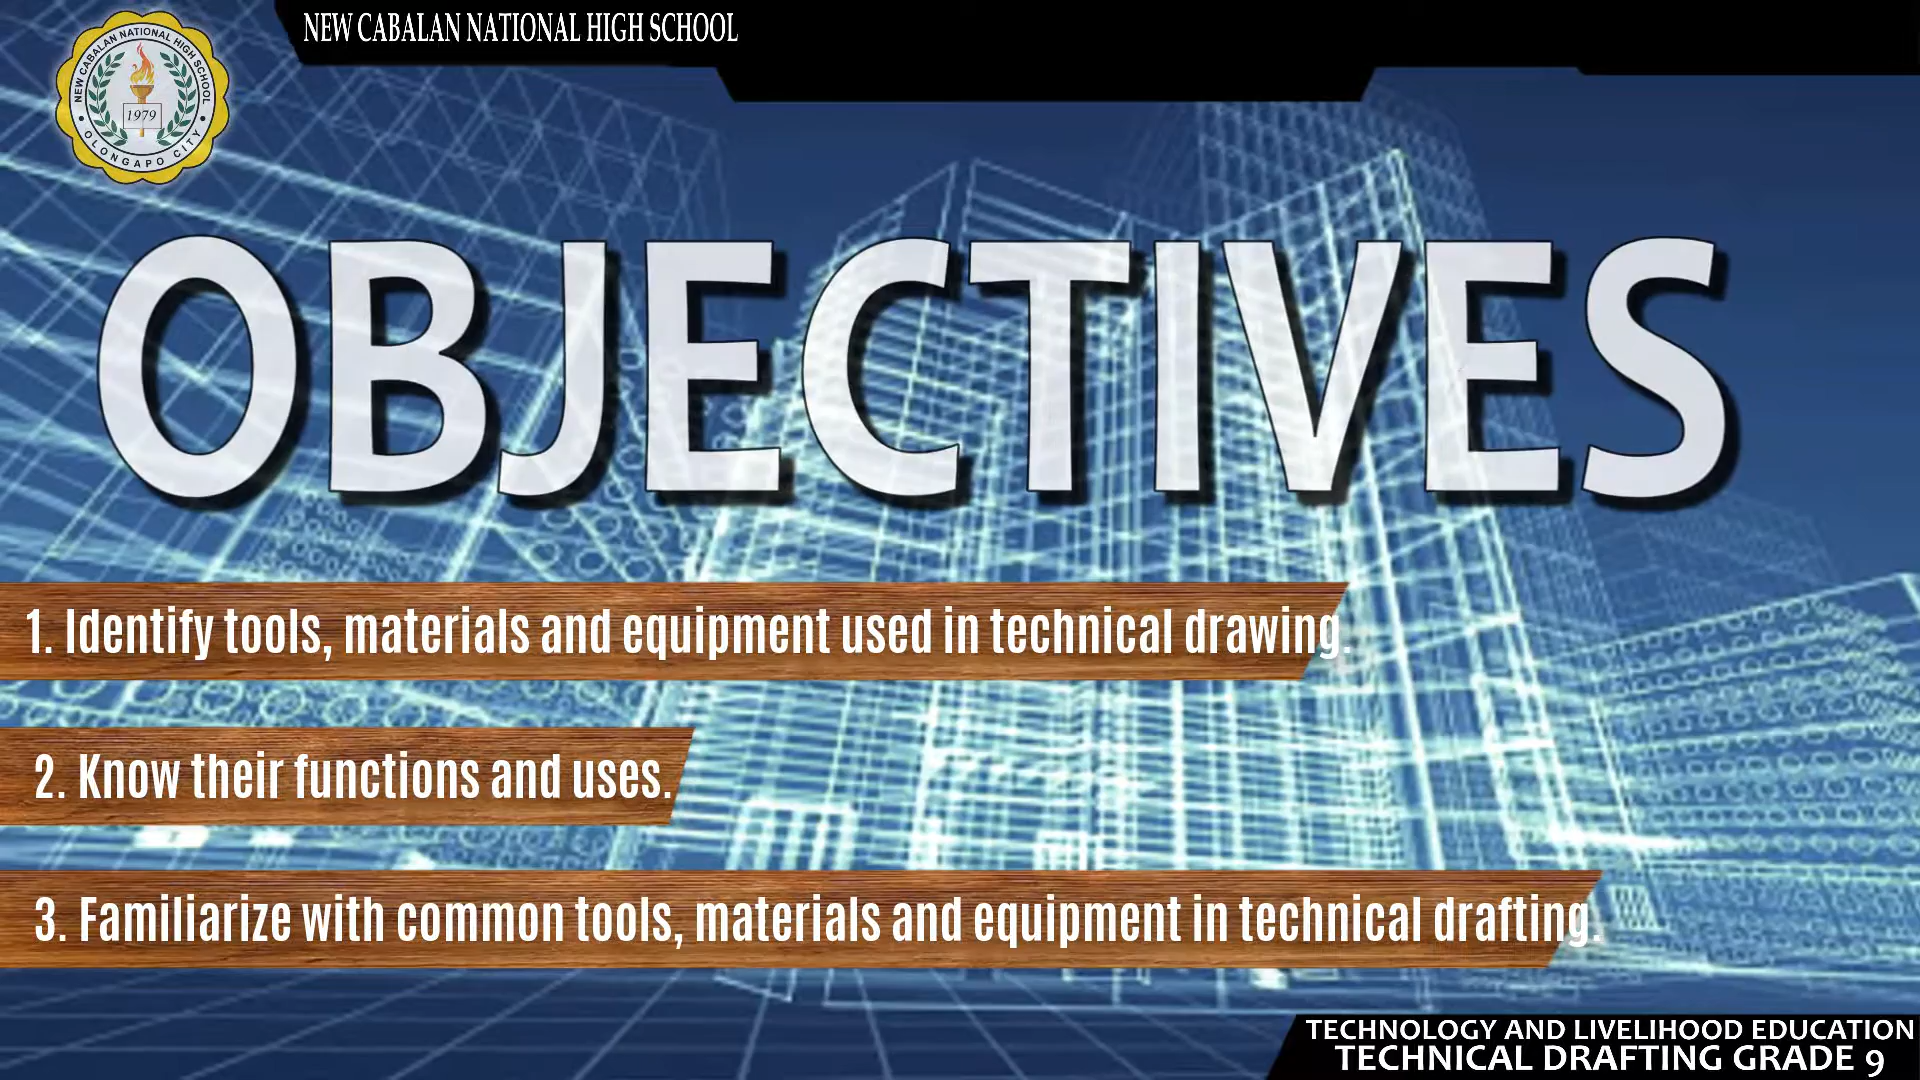 NEW CABALAN NATIONAL HIGH SCHOOL
NEW CABALAN NATIONAL HIGH SCHOOL
1979
OLONGAPO CITY
OBJECTIVES
1. Identify tools, materials and equipment used in technical drawing.
2. Know their functions and uses.
3. Familiarize with common tools, materials and equipment in technical drafting.
TECHNOLOGY AND LIVELIHOOD EDUCATION
TECHNICAL DRAFTING GRADE 9